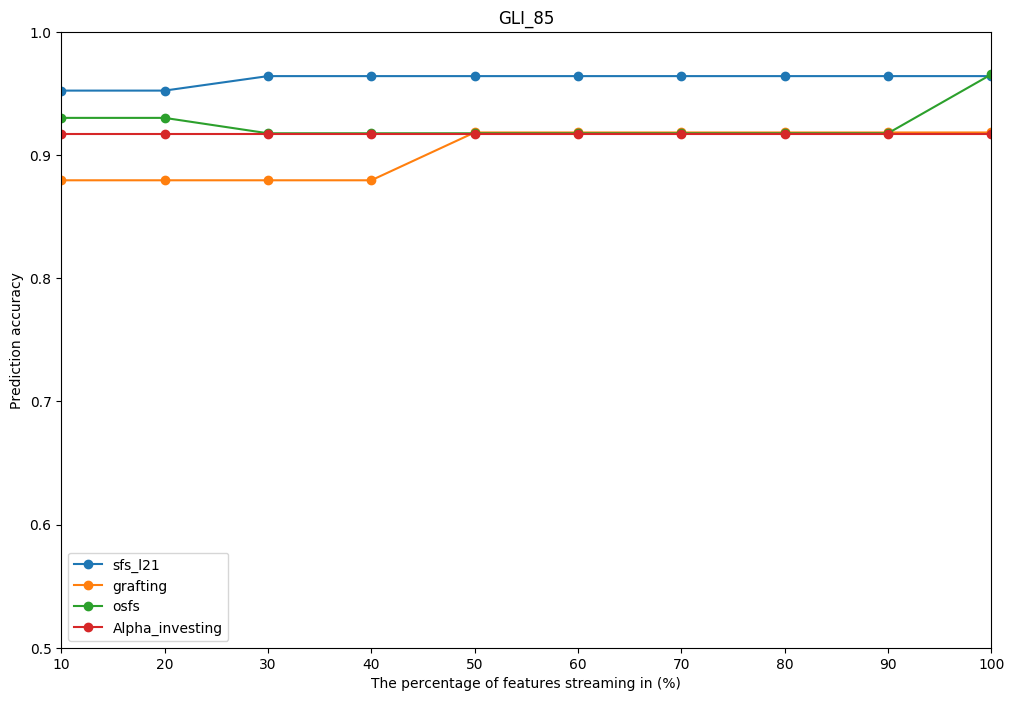 GLI_85
1.0
0.9
0.8
0.7
0.6
0.5
Prediction accuracy
sfs_l21
grafting
osfs
Alpha_investing
10 20 30 40 50 60 70 80 90 100
The percentage of features streaming in (%)